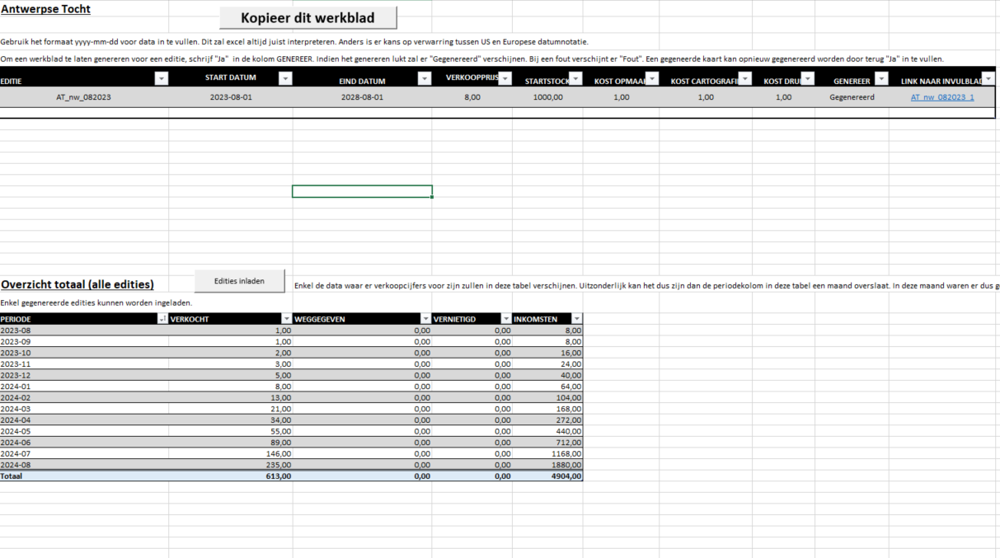 Antwerpse Tocht
Kopieer dit werkblad
Gebruik het formaat yyyy-mm-dd voor data in te vullen. Dit zal excel altijd juist interpreteren. Anders is er kans op verwarring tussen US en Europese datumnotatie.
Om een werkblad te laten genereren voor een editie, schrijf "Ja" in de kolom GENEREER. Indien het genereren lukt zal er "Gegenereerd" verschijnen. Bij een fout verschijnt er "Fout". Een gegeneerde kaart kan opnieuw gegenereerd worden door terug "Ja" in te vullen.
EDITIE START DATUM EIND DATUM VERKOOPPRIJS STARTSTOCK KOST OPMAA KOST CARTOGRAFI KOST DRU GENEREER LINK NAAR INVULBLAD
AT_nw_082023 2023-08-01 2028-08-01 8,00 1000,00 1,00 1,00 1,00 Gegenereerd AT_nw_082023_1
Overzicht totaal (alle edities)
Edities inladen
Enkel de data waar er verkoopcijfers voor zijn zullen in deze tabel verschijnen. Uitzonderlijk kan het dus zijn dan de periodekolom in deze tabel een maand overslaat. In deze maand waren er dus g
Enkel gegenereerde edities kunnen worden ingeladen.
PERIODE VERKOCHT WEGGEGEVEN VERNIETIGD INKOMSTEN
2023-08 1,00 0,00 0,00 8,00
2023-09 1,00 0,00 0,00 8,00
2023-10 2,00 0,00 0,00 16,00
2023-11 3,00 0,00 0,00 24,00
2023-12 5,00 0,00 0,00 40,00
2024-01 8,00 0,00 0,00 64,00
2024-02 13,00 0,00 0,00 104,00
2024-03 21,00 0,00 0,00 168,00
2024-04 34,00 0,00 0,00 272,00
2024-05 55,00 0,00 0,00 440,00
2024-06 89,00 0,00 0,00 712,00
2024-07 146,00 0,00 0,00 1168,00
2024-08 235,00 0,00 0,00 1880,00
Totaal 613,00 0,00 0,00 4904,00